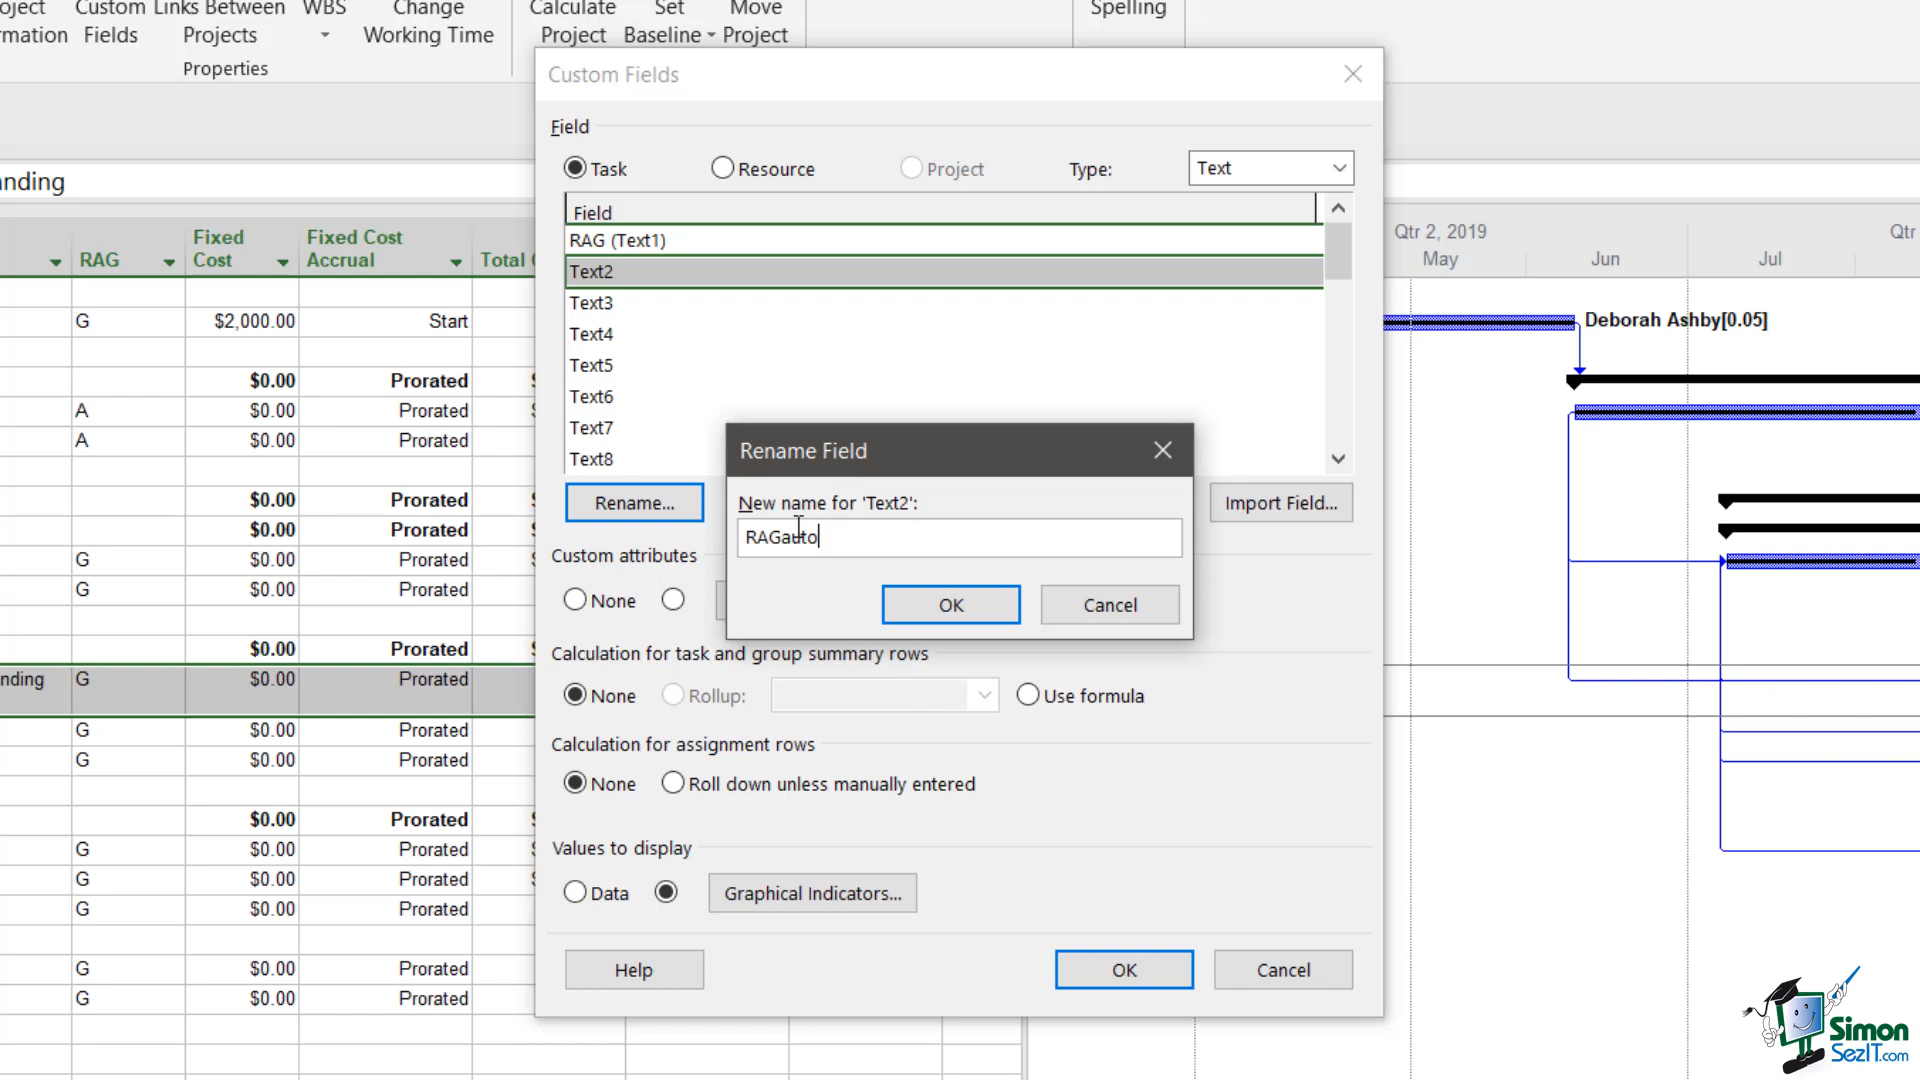 oject Custom Links Between WBS Change Calculate Set Move Spelling
rmation Fields Projects Working Time Project Baseline Project
Properties
Custom Fields
Field
anding
Task Resource Project Type: Text
Field
RAG (Text1)
Text2
Text3
Text4
Text5
Text6
Text7
Text8
Fixed Fixed Cost
RAG Cost Accrual Total
Qtr 2, 2019 Qtr
May Jun Jul
G $2,000.00 Start
Deborah Ashby[0.05]
$0.00 Prorated
A $0.00 Prorated
A $0.00 Prorated
$0.00 Prorated
$0.00 Prorated
G $0.00 Prorated
G $0.00 Prorated
$0.00 Prorated
nding G $0.00 Prorated
G $0.00 Prorated
G $0.00 Prorated
$0.00 Prorated
G $0.00 Prorated
G $0.00 Prorated
G $0.00 Prorated
G $0.00 Prorated
G $0.00 Prorated
Rename Field
New name for 'Text2':
RAGauto
OK Cancel
Rename... Import Field...
Custom attributes
None
Calculation for task and group summary rows
None Rollup: Use formula
Calculation for assignment rows
None Roll down unless manually entered
Values to display
Data Graphical Indicators...
Help OK Cancel
Simon
SezIT.com